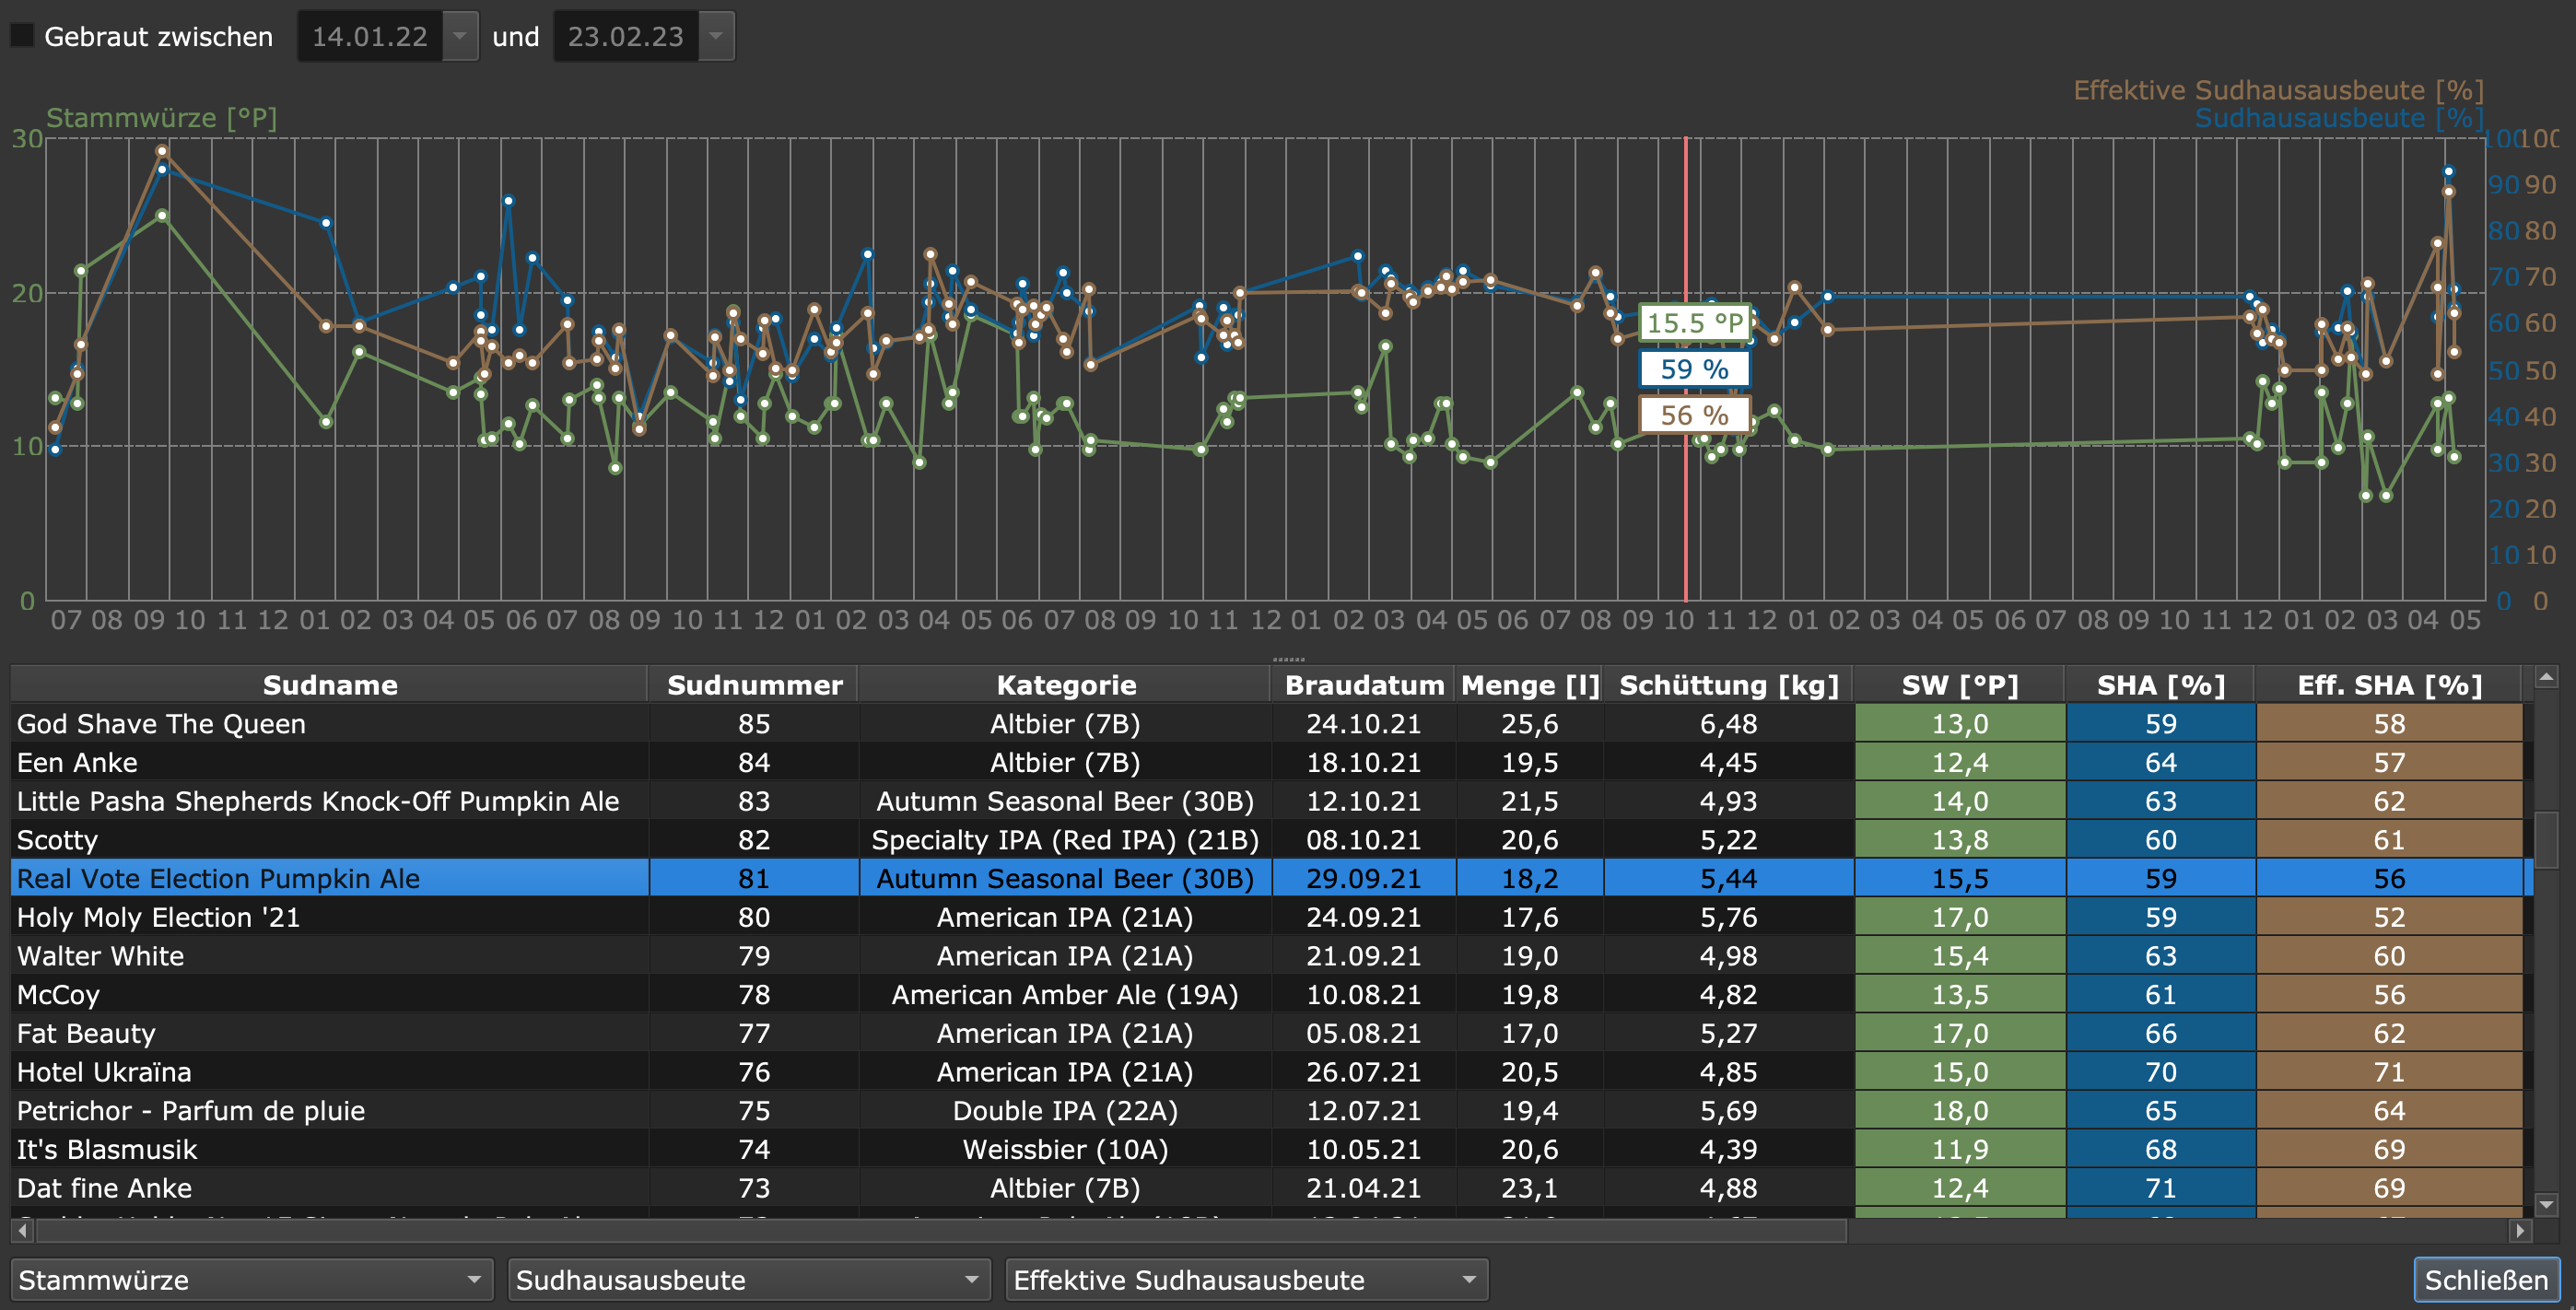 Gebraut zwischen 14.01.22 und 23.02.23
Effektive Sudhausausbeute [%]
Stammwürze [°P] Sudhausausbeute [%]
30 100 100
90 90
80 80
20 70 70
15.5 °P 60 60
59 % 50 50
56 % 40 40
10 30 30
20 20
10 10
0 0 0
07 08 09 10 11 12 01 02 03 04 05 06 07 08 09 10 11 12 01 02 03 04 05 06 07 08 09 10 11 12 01 02 03 04 05 06 07 08 09 10 11 12 01 02 03 04 05 06 07 08 09 10 11 12 01 02 03 04 05
Sudname Sudnummer Kategorie Braudatum Menge [l] Schüttung [kg] SW [°P] SHA [%] Eff. SHA [%]
God Shave The Queen 85 Altbier (7B) 24.10.21 25,6 6,48 13,0 59 58
Een Anke 84 Altbier (7B) 18.10.21 19,5 4,45 12,4 64 57
Little Pasha Shepherds Knock-Off Pumpkin Ale 83 Autumn Seasonal Beer (30B) 12.10.21 21,5 4,93 14,0 63 62
Scotty 82 Specialty IPA (Red IPA) (21B) 08.10.21 20,6 5,22 13,8 60 61
Real Vote Election Pumpkin Ale 81 Autumn Seasonal Beer (30B) 29.09.21 18,2 5,44 15,5 59 56
Holy Moly Election '21 80 American IPA (21A) 24.09.21 17,6 5,76 17,0 59 52
Walter White 79 American IPA (21A) 21.09.21 19,0 4,98 15,4 63 60
McCoy 78 American Amber Ale (19A) 10.08.21 19,8 4,82 13,5 61 56
Fat Beauty 77 American IPA (21A) 05.08.21 17,0 5,27 17,0 66 62
Hotel Ukraïna 76 American IPA (21A) 26.07.21 20,5 4,85 15,0 70 71
Petrichor - Parfum de pluie 75 Double IPA (22A) 12.07.21 19,4 5,69 18,0 65 64
It's Blasmusik 74 Weissbier (10A) 10.05.21 20,6 4,39 11,9 68 69
Dat fine Anke 73 Altbier (7B) 21.04.21 23,1 4,88 12,4 71 69
Stammwürze Sudhausausbeute Effektive Sudhausausbeute Schließen